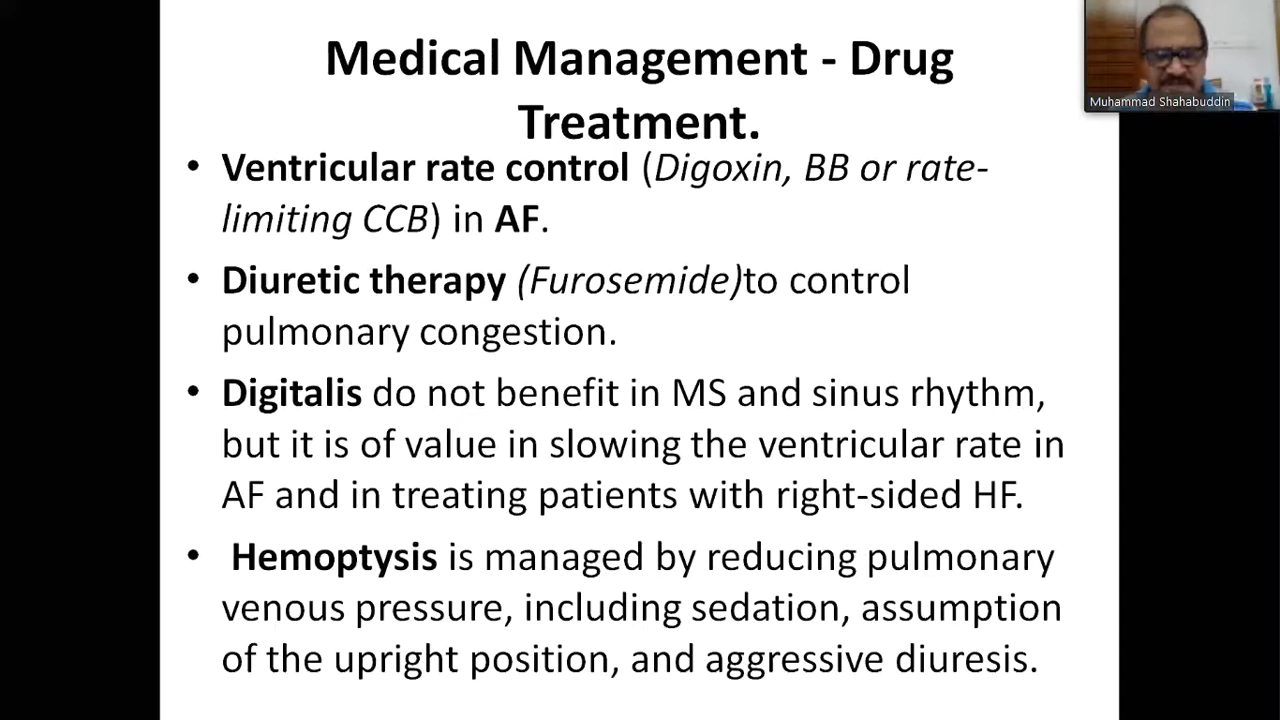 Medical Management - Drug
Treatment.
Muhammad Shahabuddin
• Ventricular rate control (Digoxin, BB or rate-
limiting CCB) in AF.
• Diuretic therapy (Furosemide)to control
pulmonary congestion.
• Digitalis do not benefit in MS and sinus rhythm,
but it is of value in slowing the ventricular rate in
AF and in treating patients with right-sided HF.
• Hemoptysis is managed by reducing pulmonary
venous pressure, including sedation, assumption
of the upright position, and aggressive diuresis.